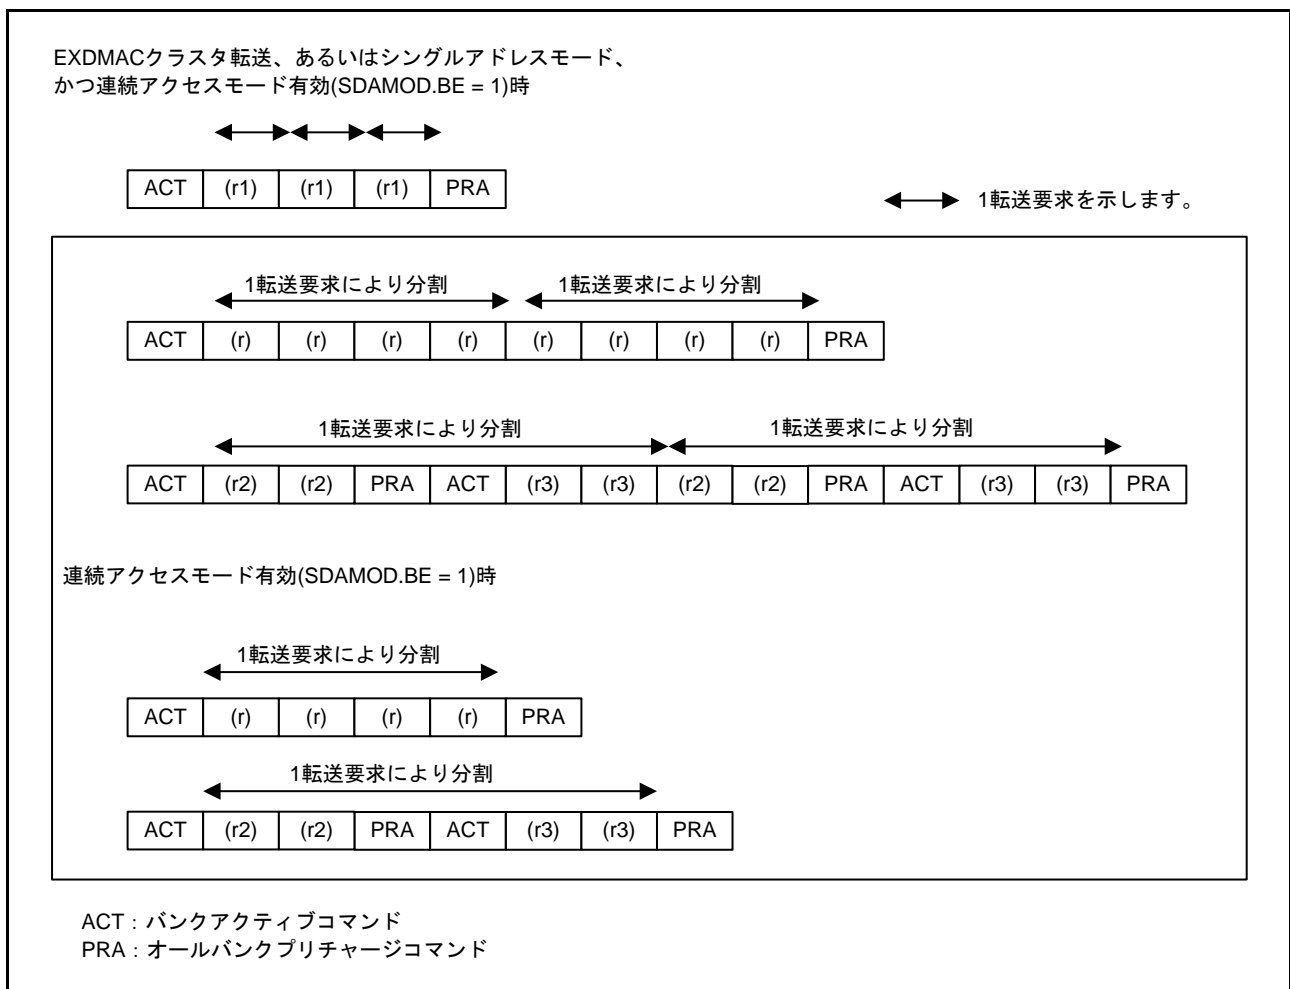 EXDMACクラスタ転送、あるいはシングルアドレスモード、
かつ連続アクセスモード有効(SDAMOD.BE = 1)時
ACT (r1) (r1) (r1) PRA
1転送要求を示します。
1転送要求により分割 1転送要求により分割
ACT (r) (r) (r) (r) (r) (r) (r) (r) PRA
1転送要求により分割 1転送要求により分割
ACT (r2) (r2) PRA ACT (r3) (r3) (r2) (r2) PRA ACT (r3) (r3) PRA
連続アクセスモード有効(SDAMOD.BE = 1)時
1転送要求により分割
ACT (r) (r) (r) (r) PRA
1転送要求により分割
ACT (r2) (r2) PRA ACT (r3) (r3) PRA
ACT：バンクアクティブコマンド
PRA：オールバンクプリチャージコマンド